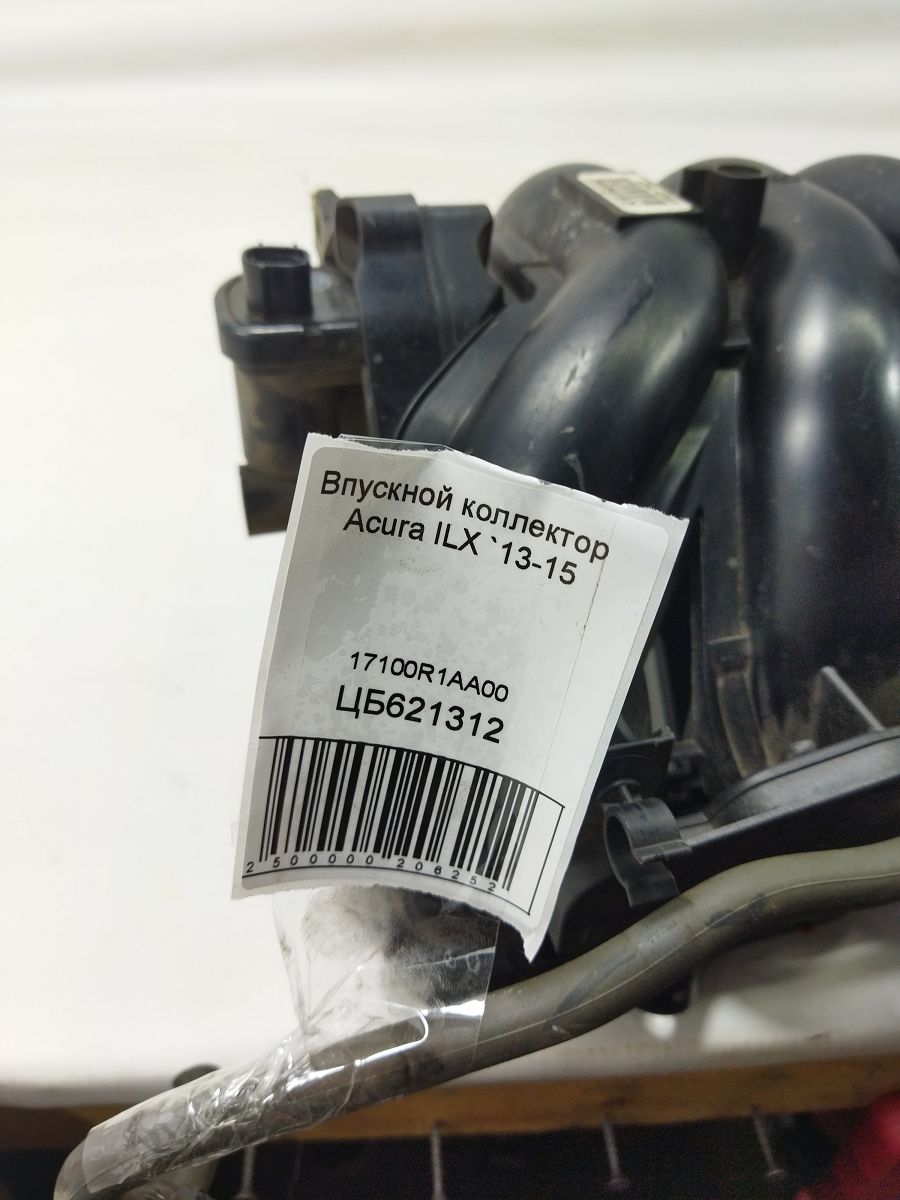 Впускной коллектор
Acura ILX `13-15
17100R1AA00
ЦБ621312
2500000206252